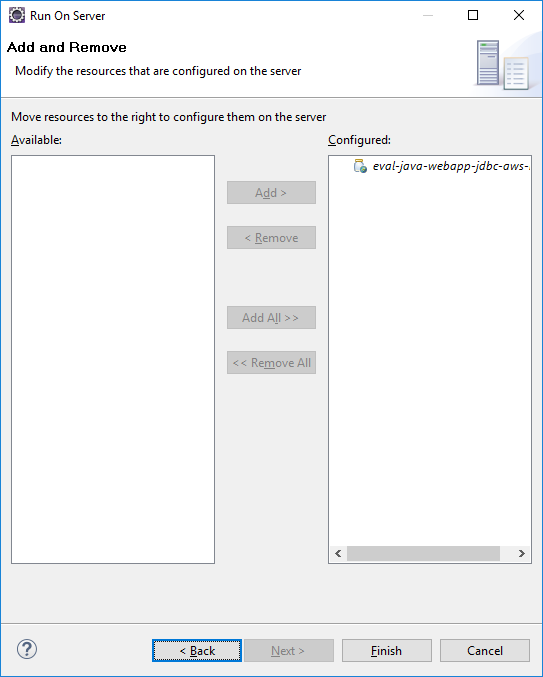 Run On Server
Add and Remove
Modify the resources that are configured on the server
Move resources to the right to configure them on the server
Available:
Configured:
eval-java-webapp-jdbc-aws-
Add >
< Remove
Add All >>
<< Remove All
?
< Back
Next >
Finish
Cancel